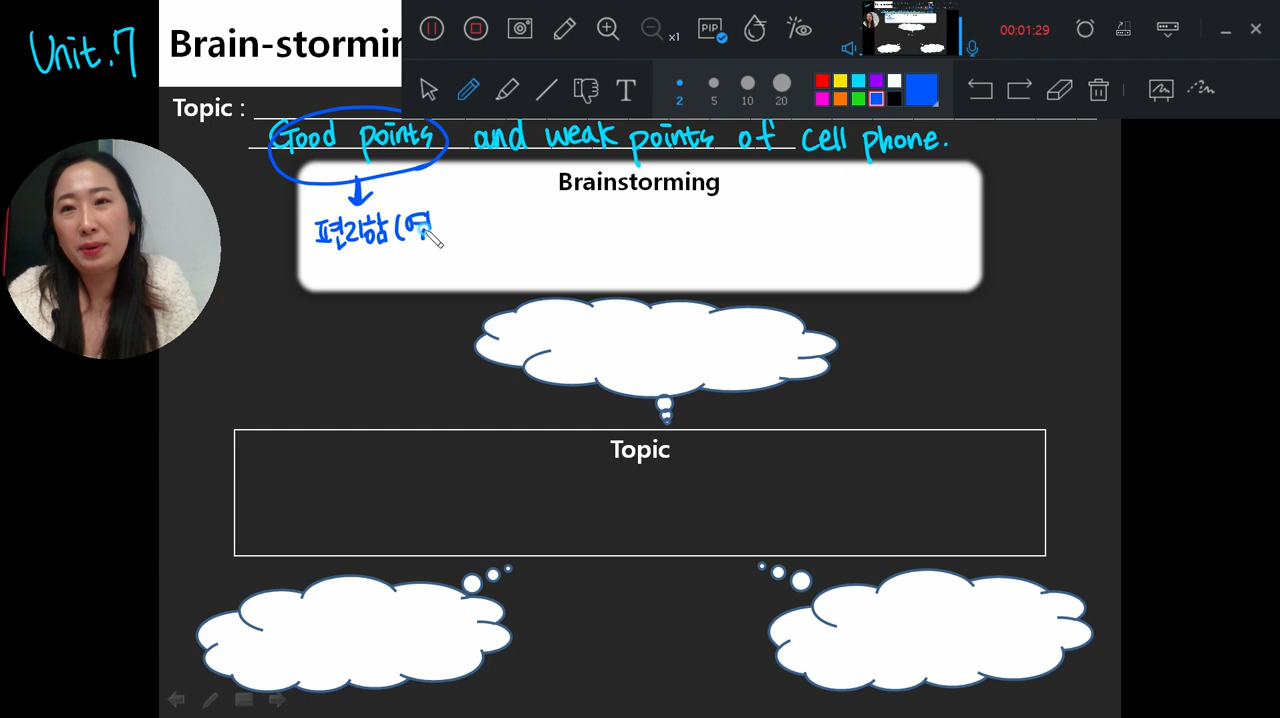 Unit.7
Brain-stormin
Topic :
Good points and weak points of cell phone.
Brainstorming
편리함 (
Topic
x1
PIP
00:01:29
T
2 5 10 20